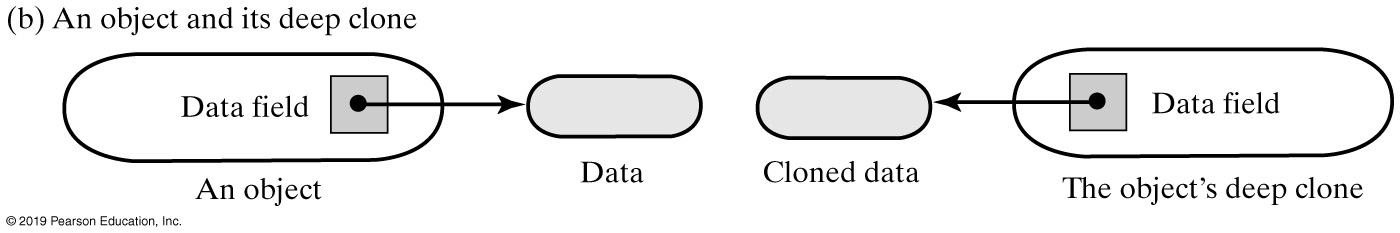 (b) An object and its deep clone
Data field
Data field
An object
Data
Cloned data
The object’s deep clone
© 2019 Pearson Education, Inc.